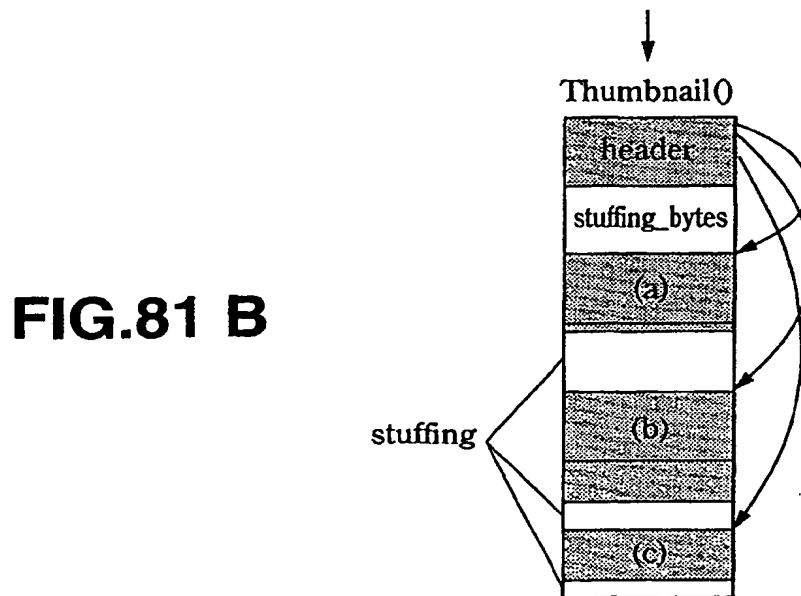 Thumbnail()
header
stuffing_bytes
(a)
FIG.81 B
(b)
stuffing
(c)